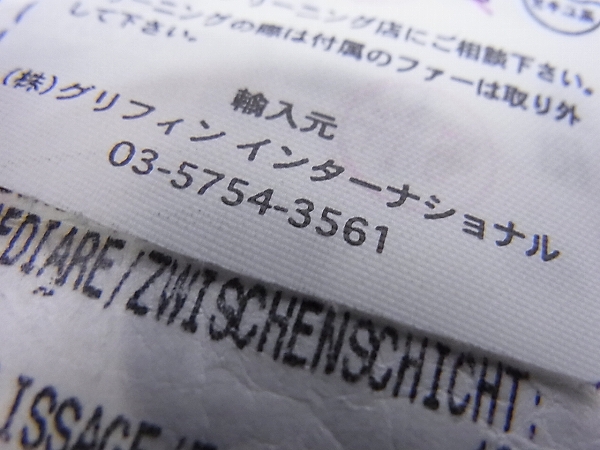 リーニング店にご相談下さい。
リーニングの際は付属のファーは取り外
して下さい。
輸入元
(株)グリフィン インターナショナル
03-5754-3561
EDIARE/ZWISCHENSCHICHT:
ISSAGE/